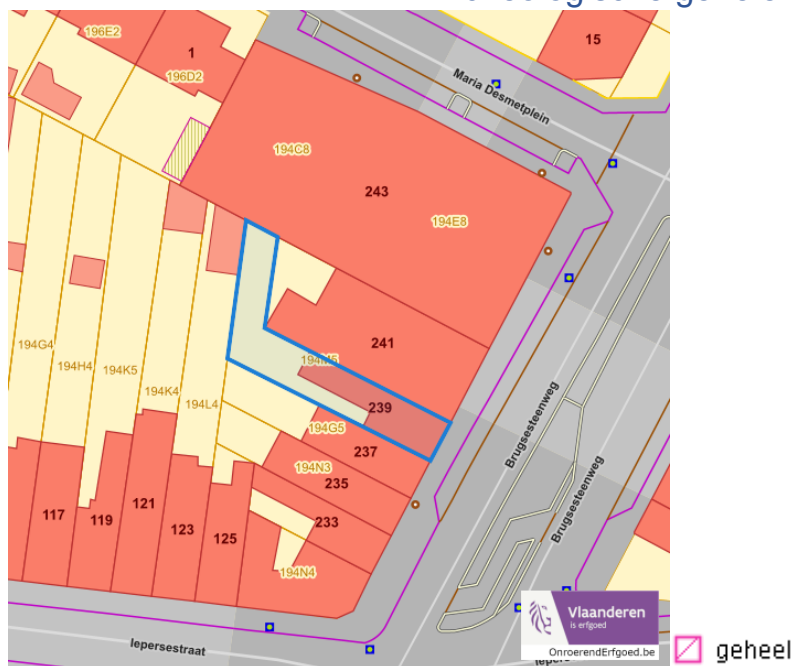 196E2
1
196D2
15
Maria Desmetplein
194C8
243
194E8
194G4
194H4
194K5
194K4
194L4
241
239
194G5
237
194N3
235
233
194N4
117
119
121
123
125
Brugsesteenweg
Brugsesteenweg
Iepersestraat
Vlaanderen
is erfgoed
OnroerendErfgoed.be
geheel